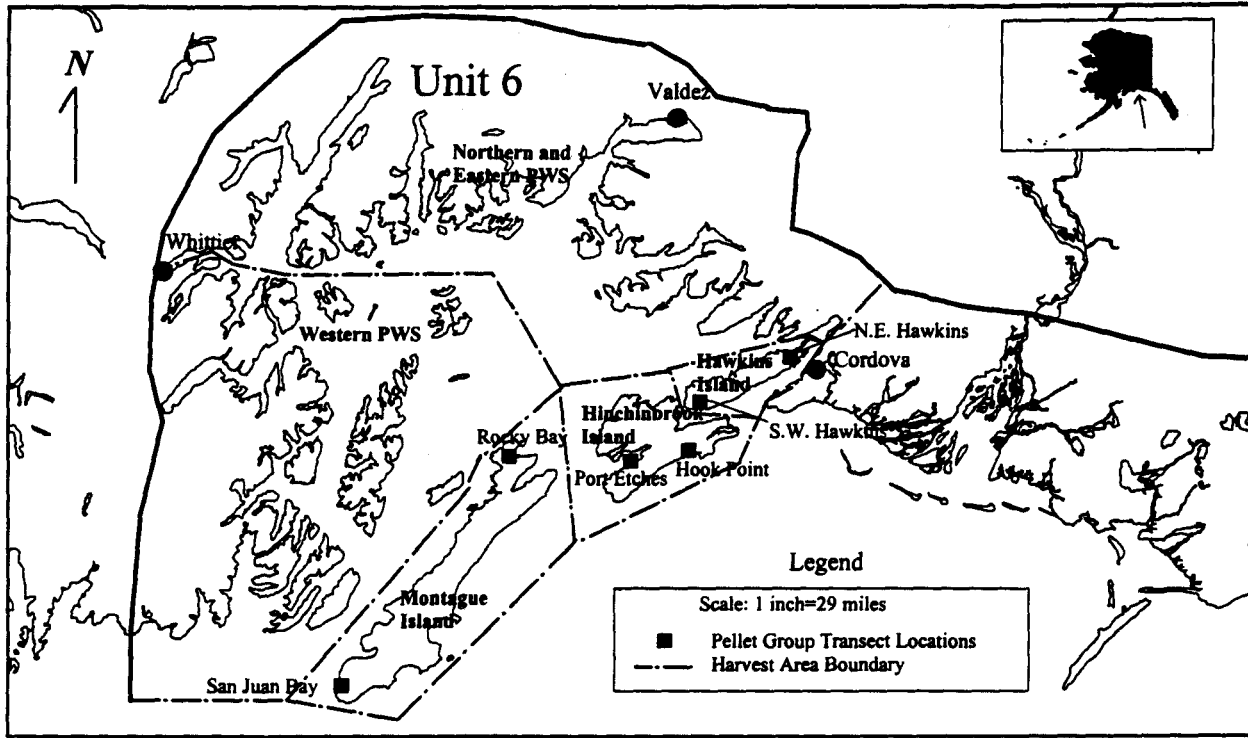 N
Unit 6
Valdez
Northern and
Eastern PWS
Whittier
Western PWS
N.E. Hawkins
Cordova
Hawkins
Island
Hinchinbrook
Island
S.W. Hawkins
Rocky Bay
Port Etches
Hook Point
Montague
Island
San Juan Bay
Legend
Scale: 1 inch=29 miles
Pellet Group Transect Locations
Harvest Area Boundary